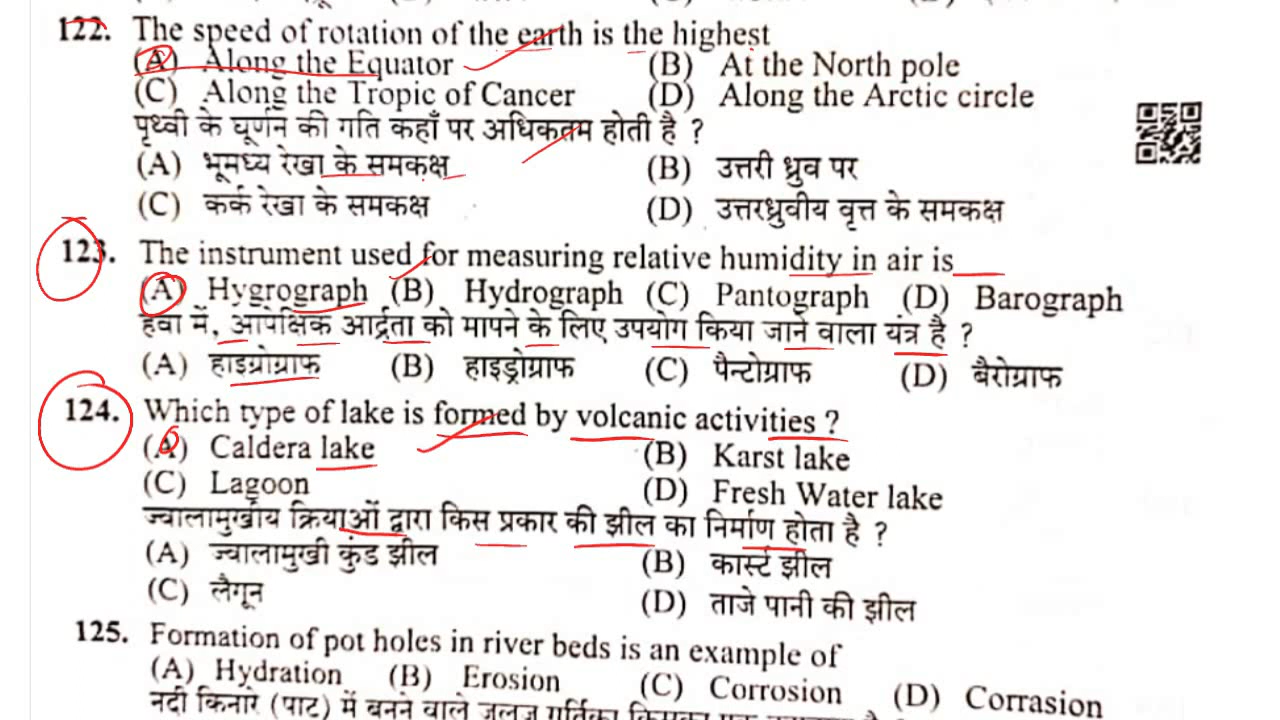 122. The speed of rotation of the earth is the highest
(A) Along the Equator (B) At the North pole
(C) Along the Tropic of Cancer (D) Along the Arctic circle
पृथ्वी के घूर्णन की गति कहाँ पर अधिकतम होती है ?
(A) भूमध्य रेखा के समकक्ष (B) उत्तरी ध्रुव पर
(C) कर्क रेखा के समकक्ष (D) उत्तरध्रुवीय वृत्त के समकक्ष
123. The instrument used for measuring relative humidity in air is
(A) Hygrograph (B) Hydrograph (C) Pantograph (D) Barograph
हवा में, आपेक्षिक आर्द्रता को मापने के लिए उपयोग किया जाने वाला यंत्र है ?
(A) हाइग्रोग्राफ (B) हाइड्रोग्राफ (C) पैन्टोग्राफ (D) बैरोग्राफ
124. Which type of lake is formed by volcanic activities ?
(A) Caldera lake (B) Karst lake
(C) Lagoon (D) Fresh Water lake
ज्वालामुखीय क्रियाओं द्वारा किस प्रकार की झील का निर्माण होता है ?
(A) ज्वालामुखी कुंड झील (B) कार्स्ट झील
(C) लैगून (D) ताजे पानी की झील
125. Formation of pot holes in river beds is an example of
(A) Hydration (B) Erosion (C) Corrosion (D) Corrasion
नदी किनारे (पाट) में बनने वाले जलज गर्तिका